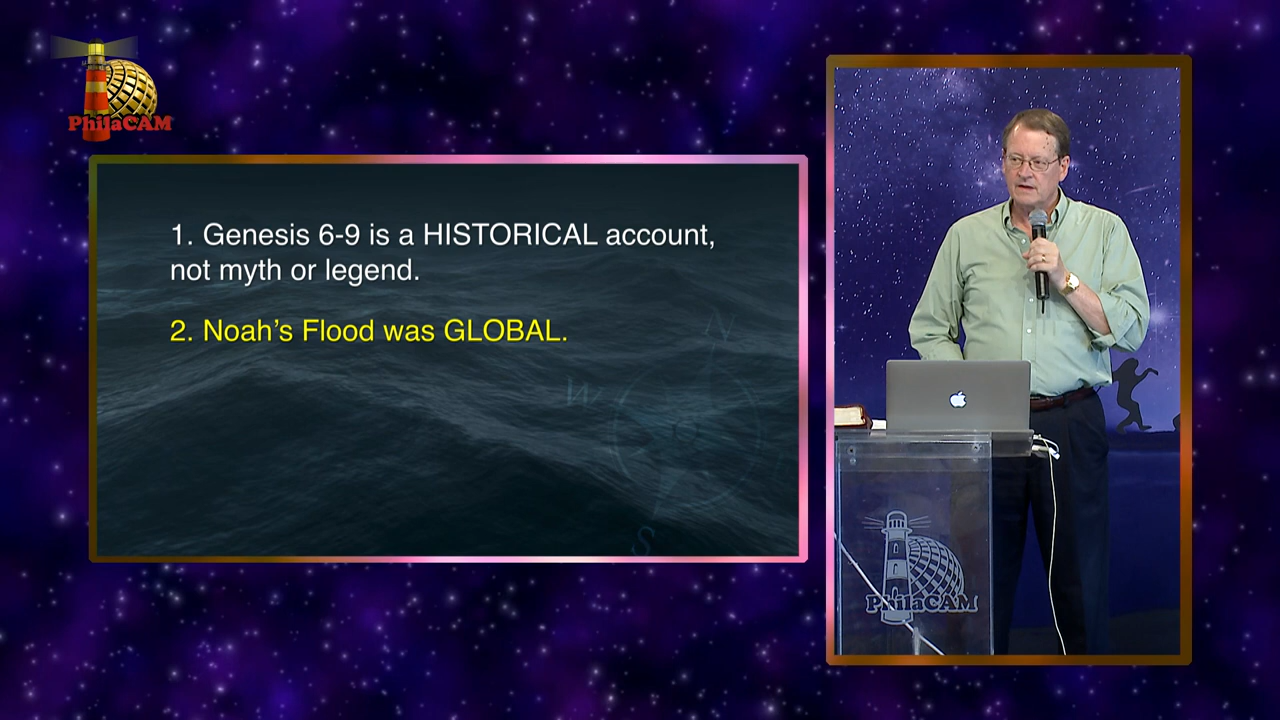 PhilaCAM
1. Genesis 6-9 is a HISTORICAL account,
not myth or legend.
2. Noah’s Flood was GLOBAL.
N
W
S
PhilaCAM